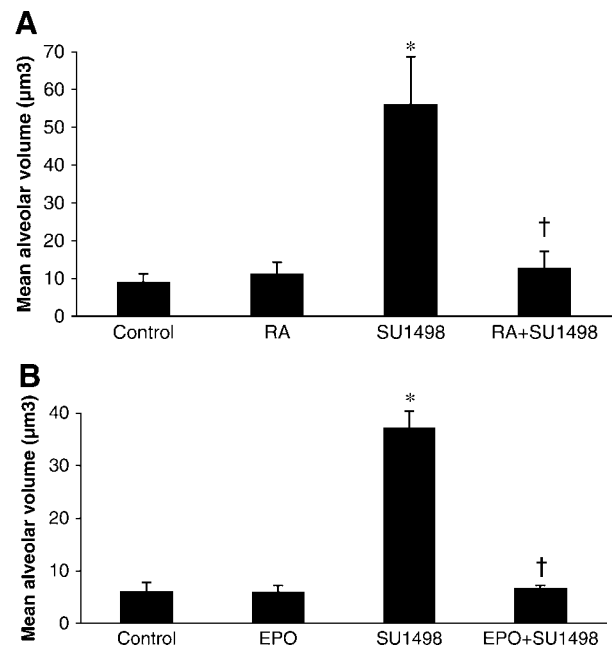 A
Mean alveolar volume (μm3)
70
60
50
40
30
20
10
0
*
†
Control RA SU1498 RA+SU1498
B
Mean alveolar volume (μm3)
40
30
20
10
0
*
†
Control EPO SU1498 EPO+SU1498